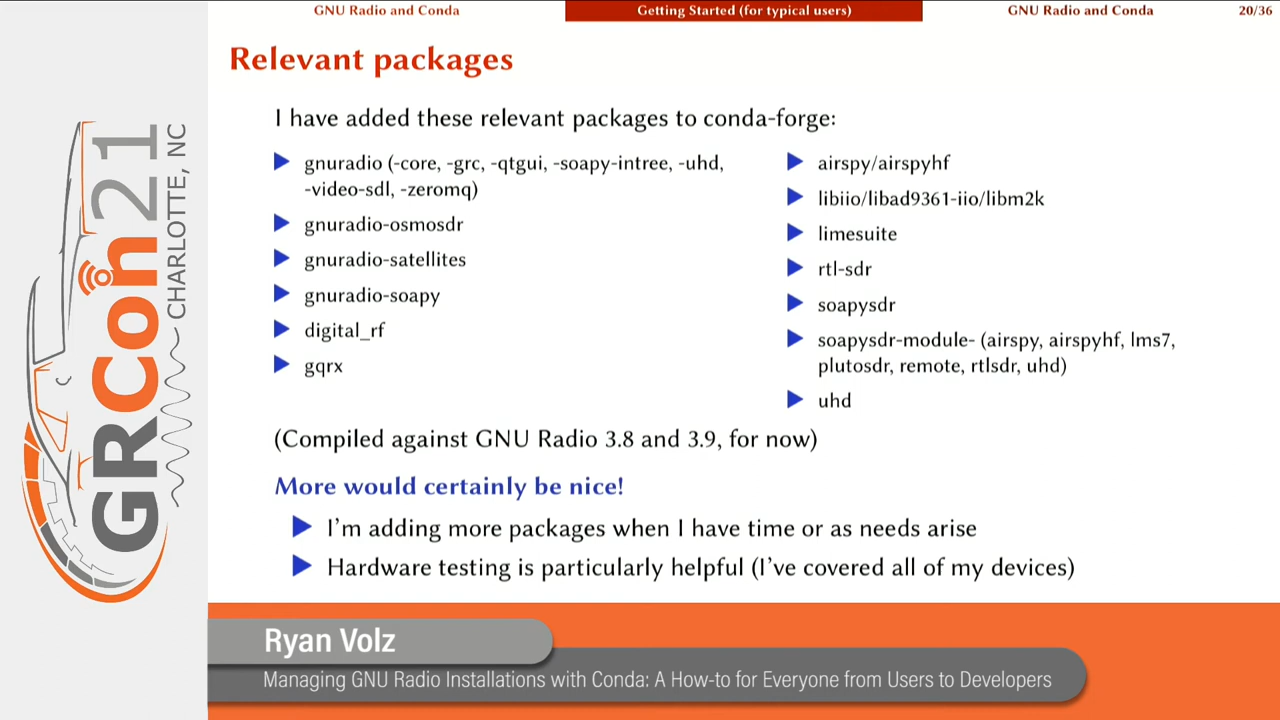 GNU Radio and Conda
Getting Started (for typical users)
GNU Radio and Conda
20/36
Relevant packages
I have added these relevant packages to conda-forge:
gnuradio (-core, -grc, -qtgui, -soapy-intree, -uhd,
-video-sdl, -zeromq)
gnuradio-osmosdr
gnuradio-satellites
gnuradio-soapy
digital_rf
gqrx
airspy/airspyhf
libiio/libad9361-iio/libm2k
limesuite
rtl-sdr
soapysdr
soapysdr-module- (airspy, airspyhf, lms7,
plutosdr, remote, rtlsdr, uhd)
uhd
(Compiled against GNU Radio 3.8 and 3.9, for now)
More would certainly be nice!
I'm adding more packages when I have time or as needs arise
Hardware testing is particularly helpful (I've covered all of my devices)
GRCon21
CHARLOTTE, NC
Ryan Volz
Managing GNU Radio Installations with Conda: A How-to for Everyone from Users to Developers